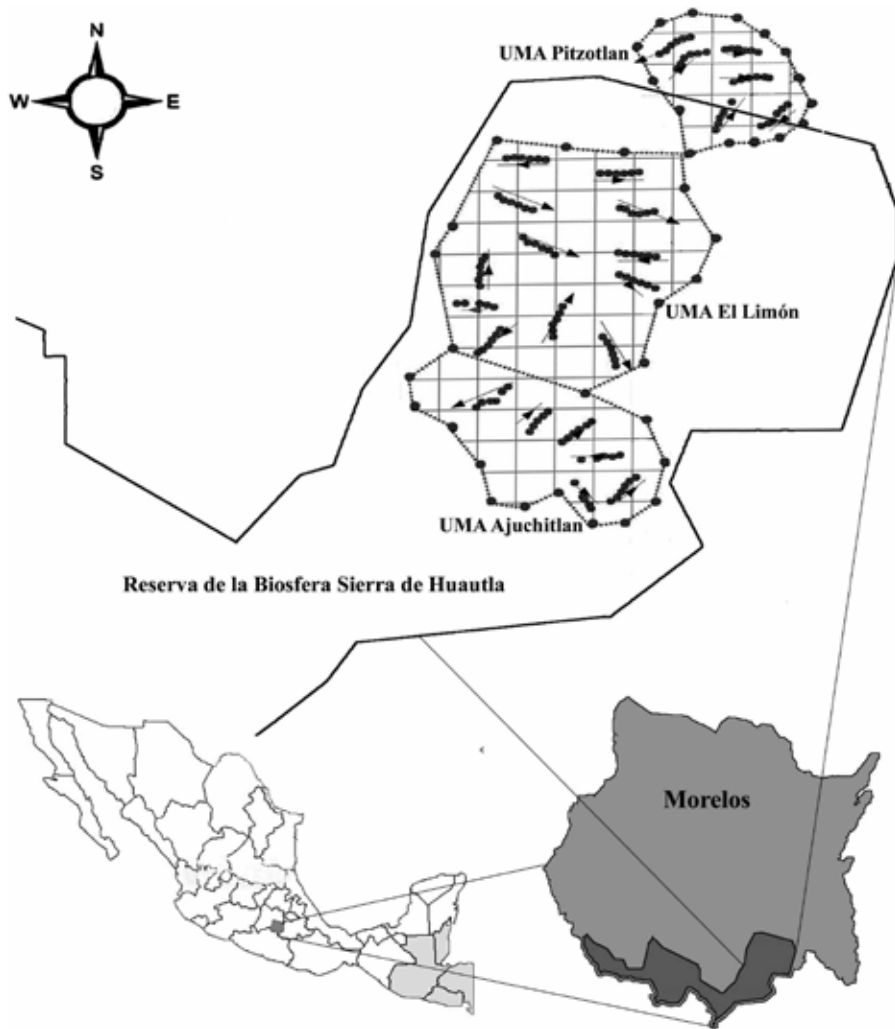 N
W
E
S
UMA Pitzotlan
UMA El Limón
UMA Ajuchitlan
Reserva de la Biosfera Sierra de Huautla
Morelos